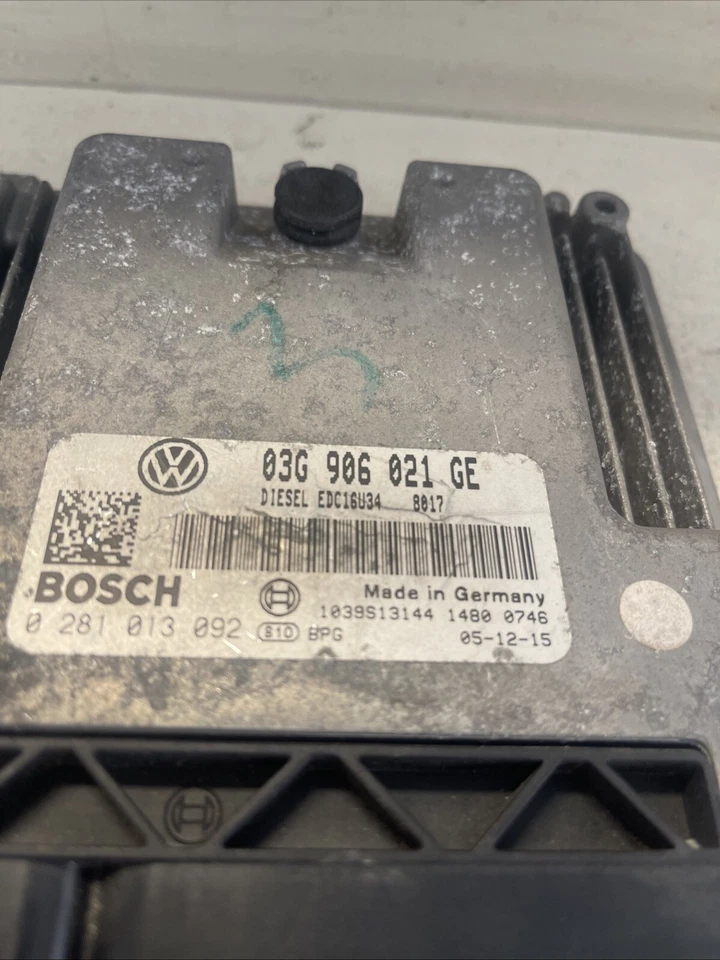 03G 906 021 GE
DIESEL EDC16U34 8017
BOSCH
Made in Germany
1039S13144 1480 0746
0 281 013 092 S10 BPG
05-12-15